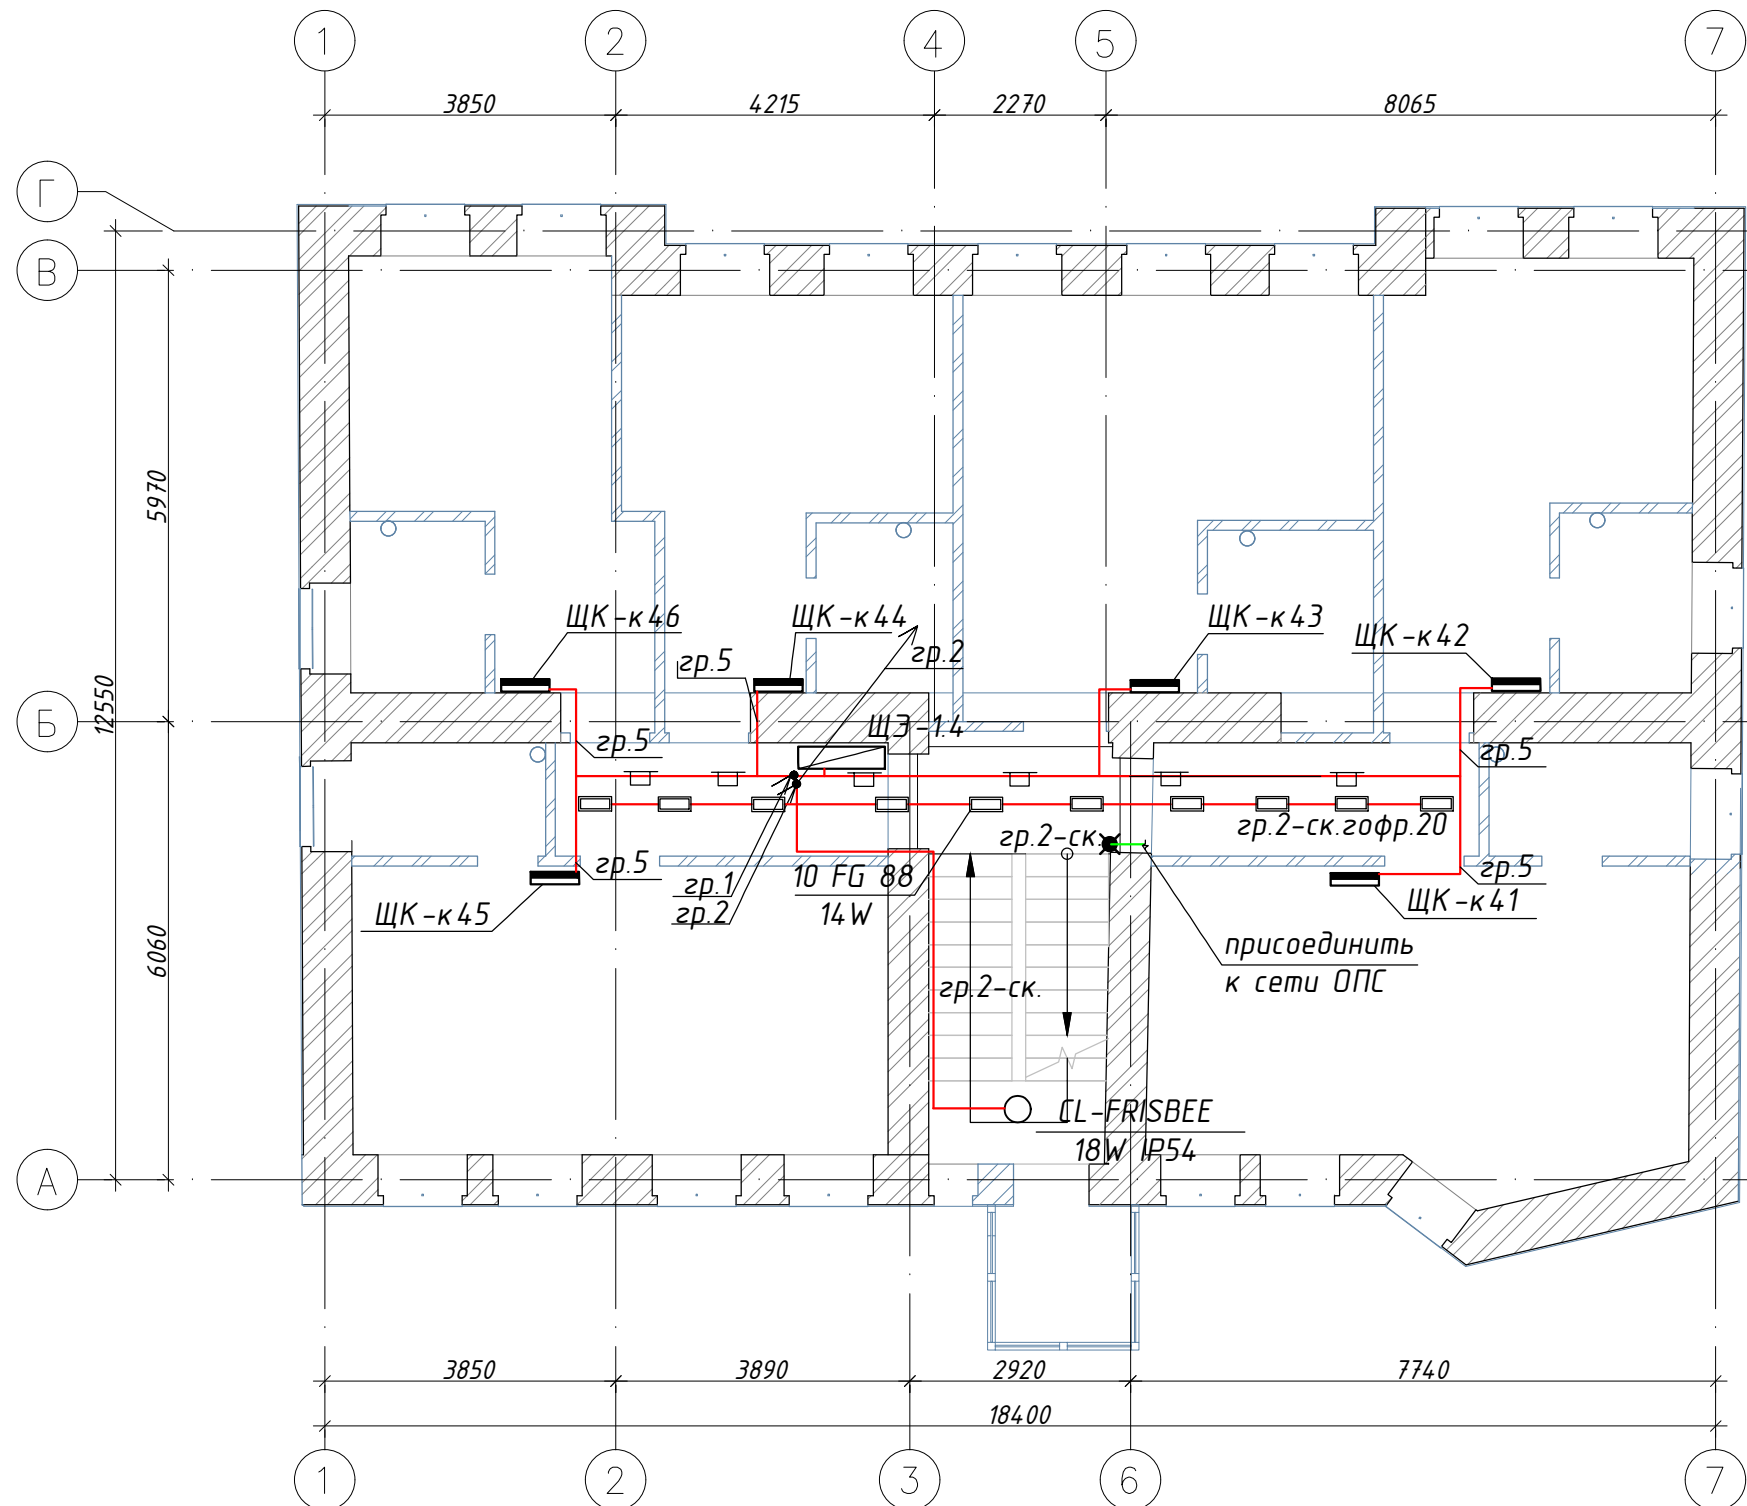 1
2
4
5
7
3850
4215
2270
8065
Г
В
Б
А
5970
12550
6060
ЩК-к46
ЩК-к44
ЩК-к43
ЩК-к42
гр.5
гр.2
ЩЭ-1.4
гр.5
гр.5
гр.2-ск.
гр.2-ск.гофр.20
гр.5
гр.5
гр.1
гр.2
10 FG 88
14W
ЩК-к45
ЩК-к41
присоединить
к сети ОПС
гр.2-ск.
CL-FRISBEE
18W IP54
3850
3890
2920
7740
18400
1
2
3
6
7